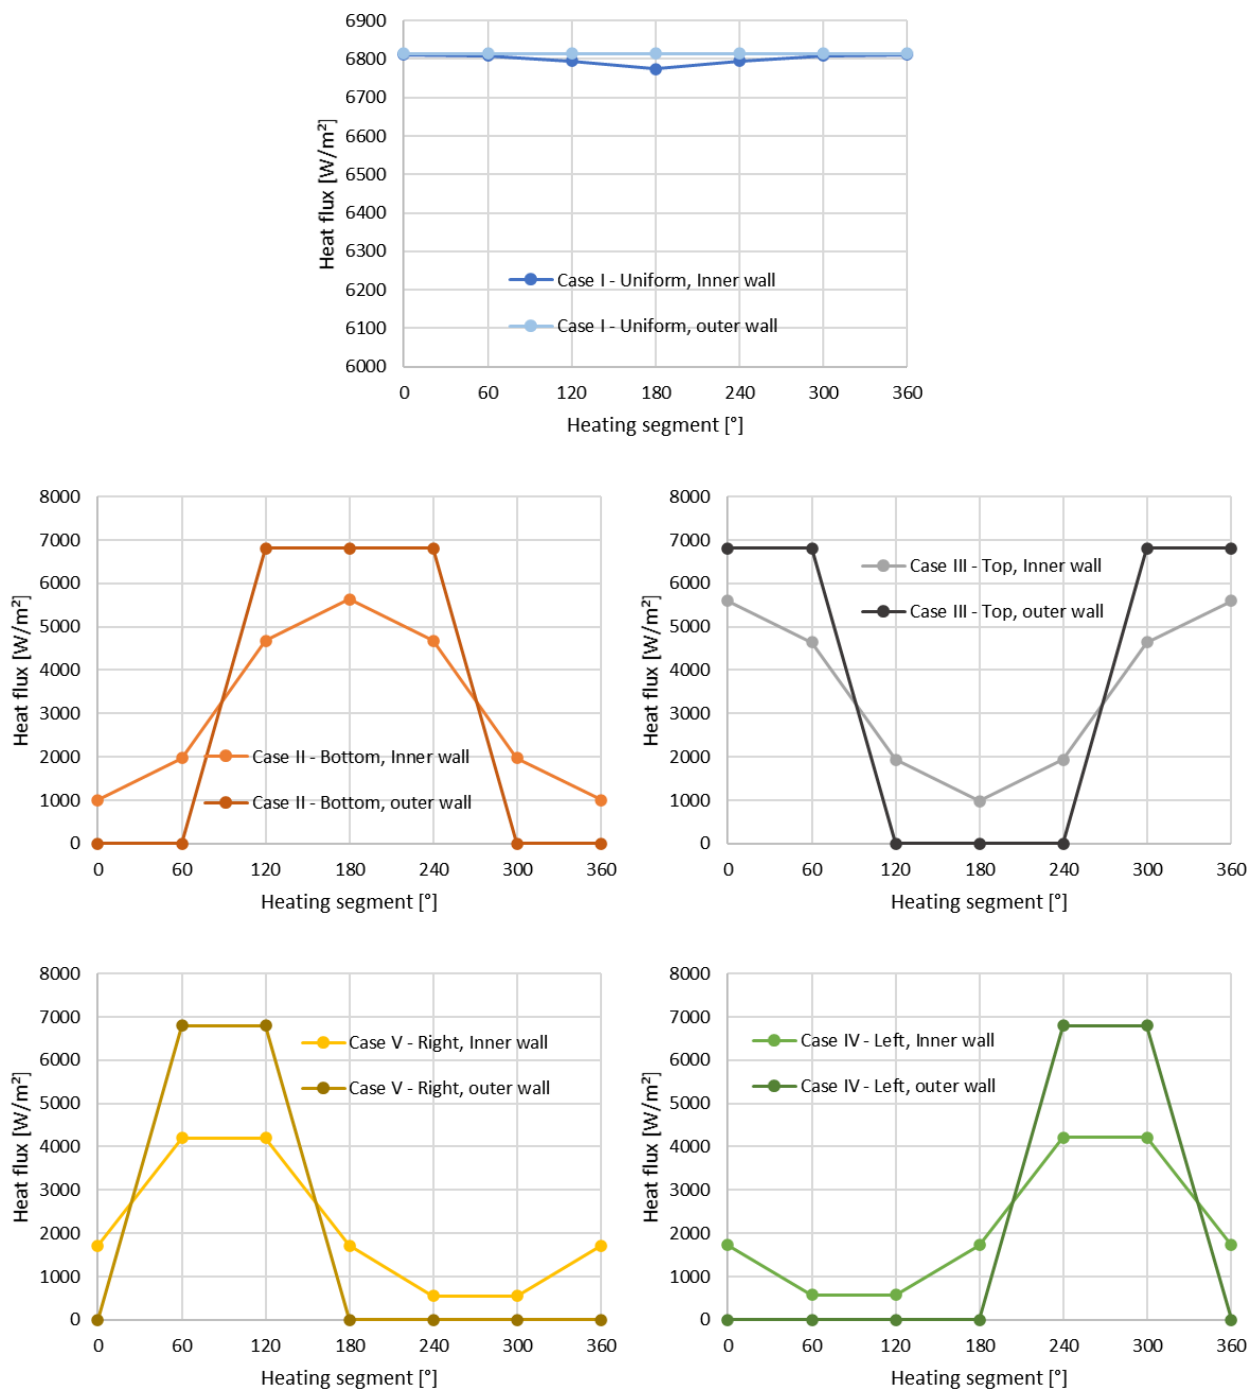 6900
6800
6700
6600
6500
6400
6300
6200
6100
6000
Heat flux [W/m²]
Case I - Uniform, Inner wall
Case I - Uniform, outer wall
0 60 120 180 240 300 360
Heating segment [°]
8000
7000
6000
5000
4000
3000
2000
1000
0
Heat flux [W/m²]
Case II - Bottom, Inner wall
Case II - Bottom, outer wall
0 60 120 180 240 300 360
Heating segment [°]
8000
7000
6000
5000
4000
3000
2000
1000
0
Heat flux [W/m²]
Case III - Top, Inner wall
Case III - Top, outer wall
0 60 120 180 240 300 360
Heating segment [°]
8000
7000
6000
5000
4000
3000
2000
1000
0
Heat flux [W/m²]
Case V - Right, Inner wall
Case V - Right, outer wall
0 60 120 180 240 300 360
Heating segment [°]
8000
7000
6000
5000
4000
3000
2000
1000
0
Heat flux [W/m²]
Case IV - Left, Inner wall
Case IV - Left, outer wall
0 60 120 180 240 300 360
Heating segment [°]